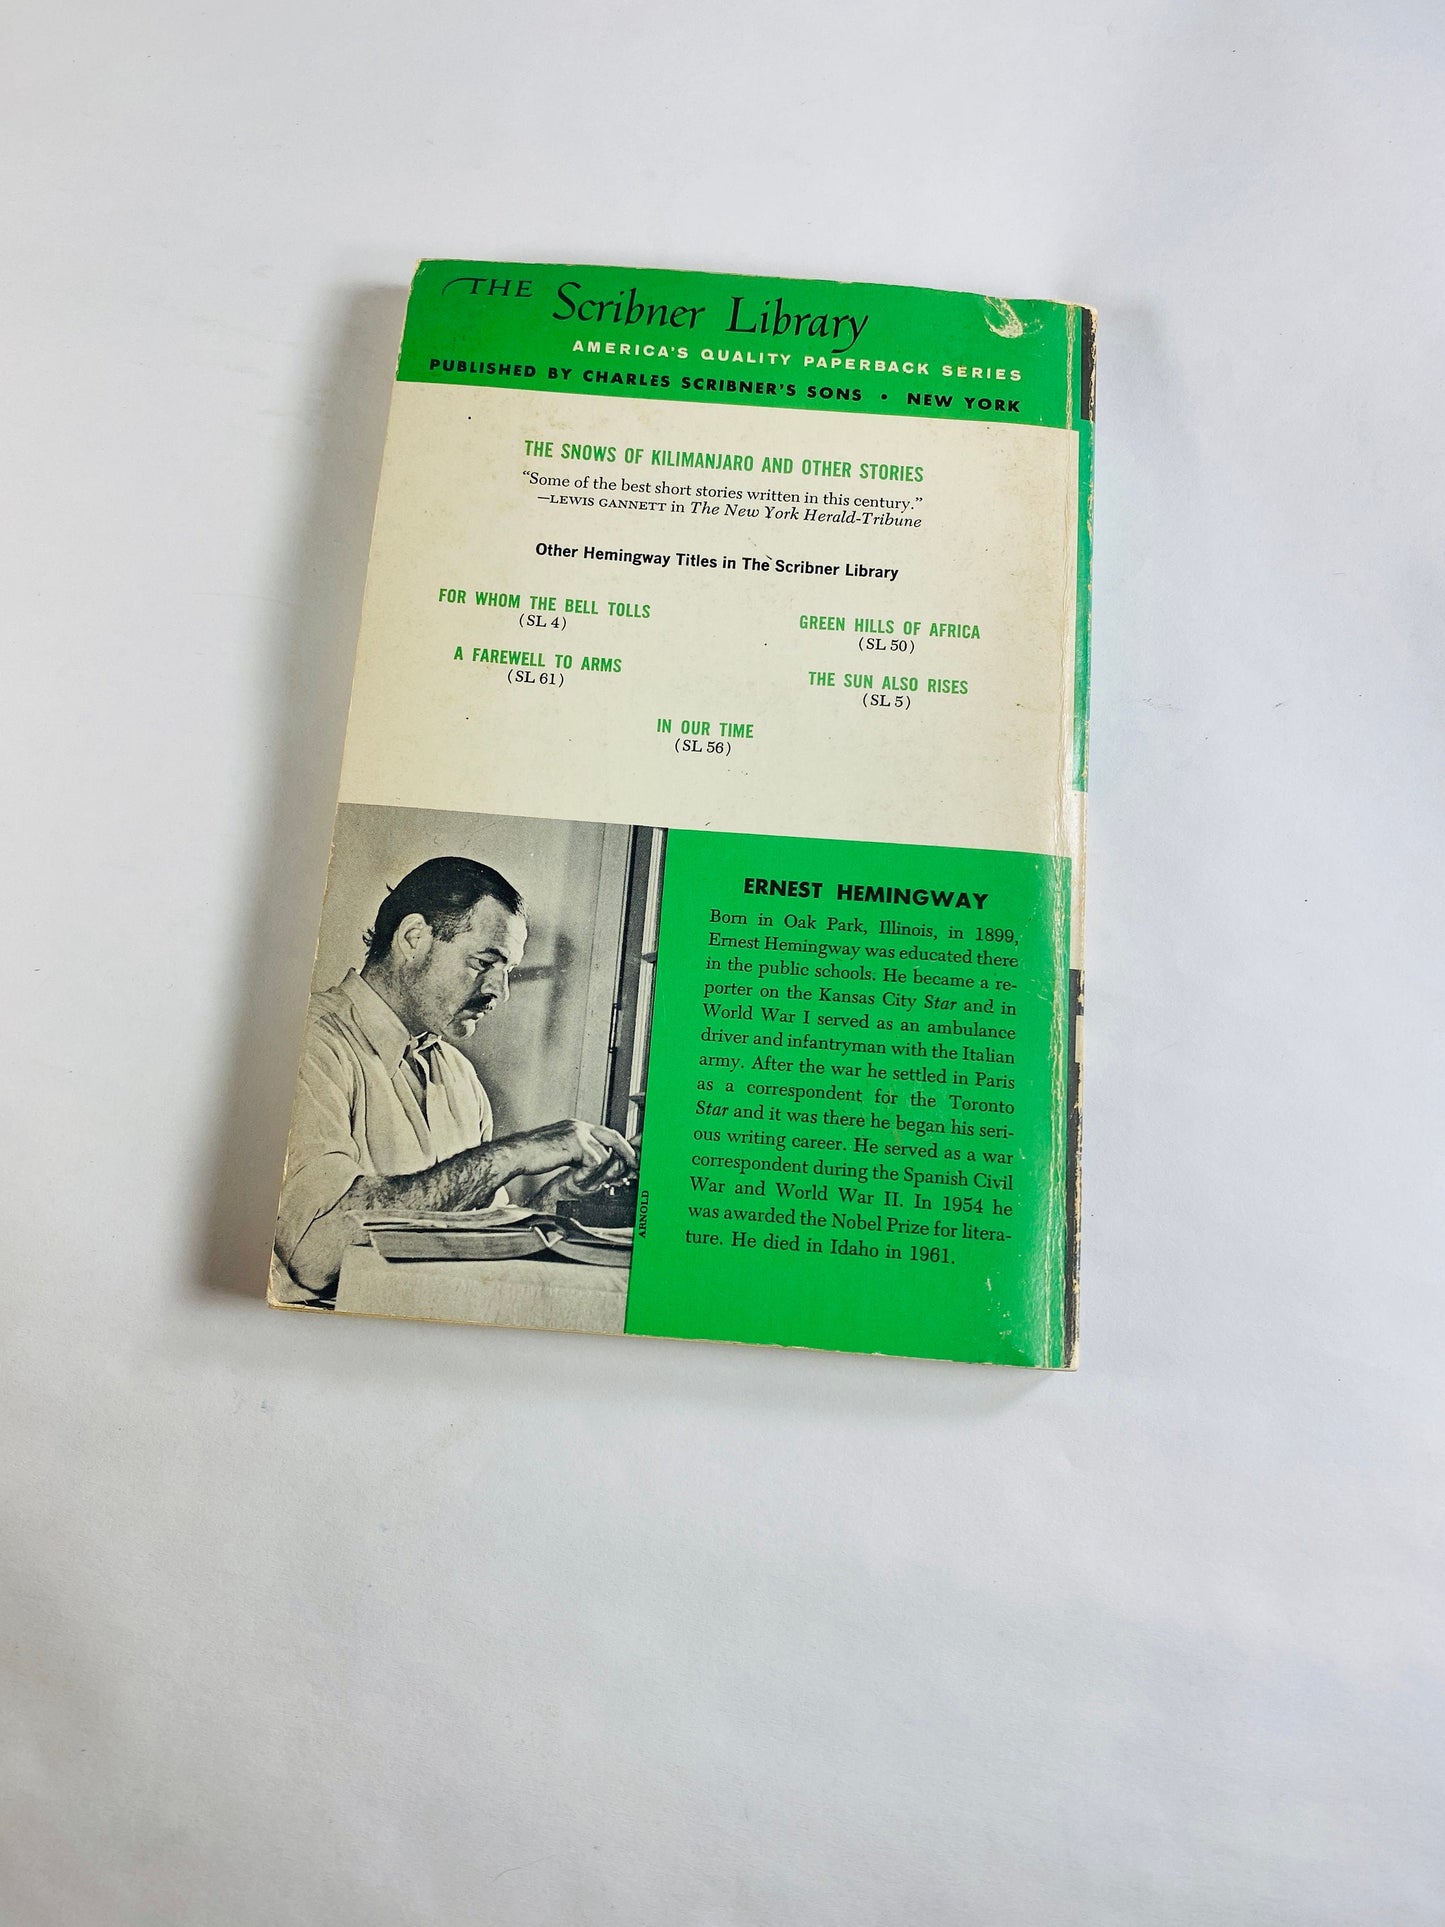 THE Scribner Library
AMERICA'S QUALITY PAPERBACK SERIES
PUBLISHED BY CHARLES SCRIBNER'S SONS • NEW YORK
THE SNOWS OF KILIMANJARO AND OTHER STORIES
“Some of the best short stories written in this century.”
—LEWIS GANNETT in The New York Herald-Tribune
Other Hemingway Titles in The Scribner Library
FOR WHOM THE BELL TOLLS
(SL 4)
GREEN HILLS OF AFRICA
(SL 50)
A FAREWELL TO ARMS
(SL 61)
THE SUN ALSO RISES
(SL 5)
IN OUR TIME
(SL 56)
ERNEST HEMINGWAY
Born in Oak Park, Illinois, in 1899,
Ernest Hemingway was educated there
in the public schools. He became a re-
porter on the Kansas City Star and in
World War I served as an ambulance
driver and infantryman with the Italian
army. After the war he settled in Paris
as a correspondent for the Toronto
Star and it was there he began his seri-
ous writing career. He served as a war
correspondent during the Spanish Civil
War and World War II. In 1954 he
was awarded the Nobel Prize for litera-
ture. He died in Idaho in 1961.
ARNOLD